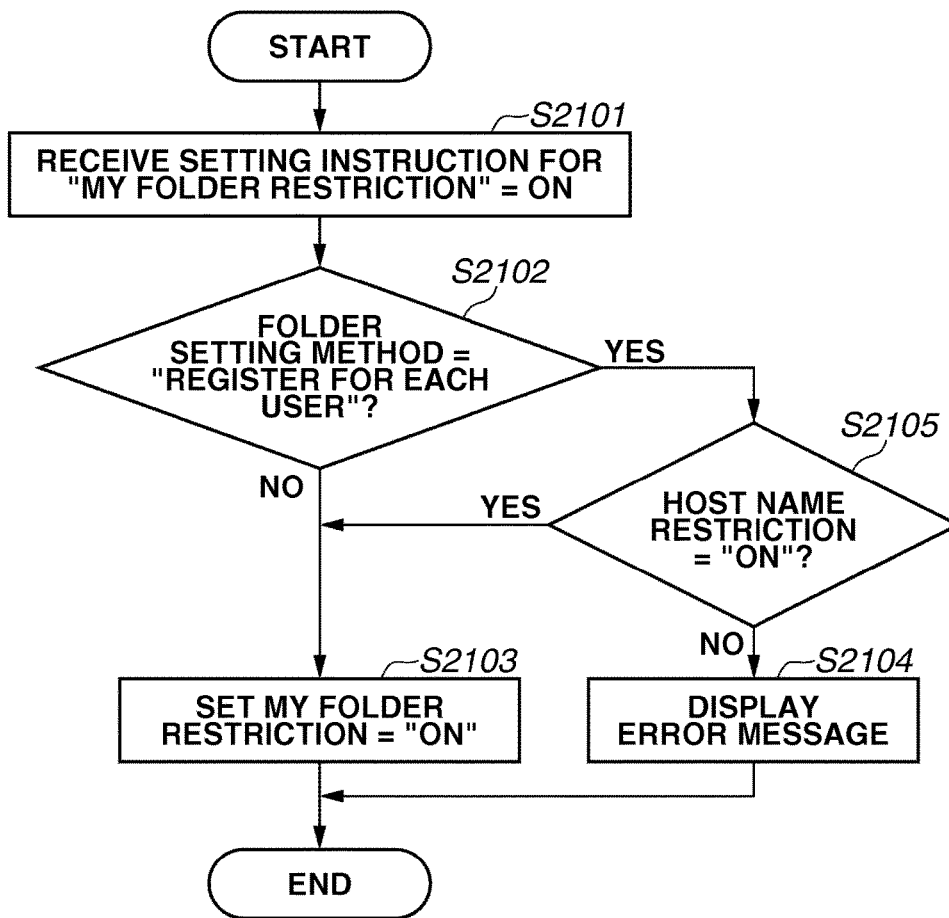 START
S2101
RECEIVE SETTING INSTRUCTION FOR
"MY FOLDER RESTRICTION" = ON
S2102
FOLDER
SETTING METHOD =
"REGISTER FOR EACH
USER"?
YES
NO
S2105
HOST NAME
RESTRICTION
= "ON"?
YES
NO
S2103
SET MY FOLDER
RESTRICTION = "ON"
S2104
DISPLAY
ERROR MESSAGE
END